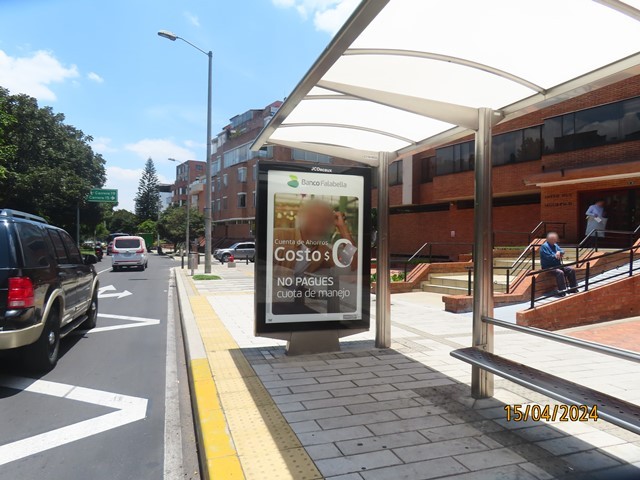 JCDecaux
Banco Falabella
Cuenta de Ahorros
Costo $0
NO PAGUES
cuota de manejo
15/04/2024